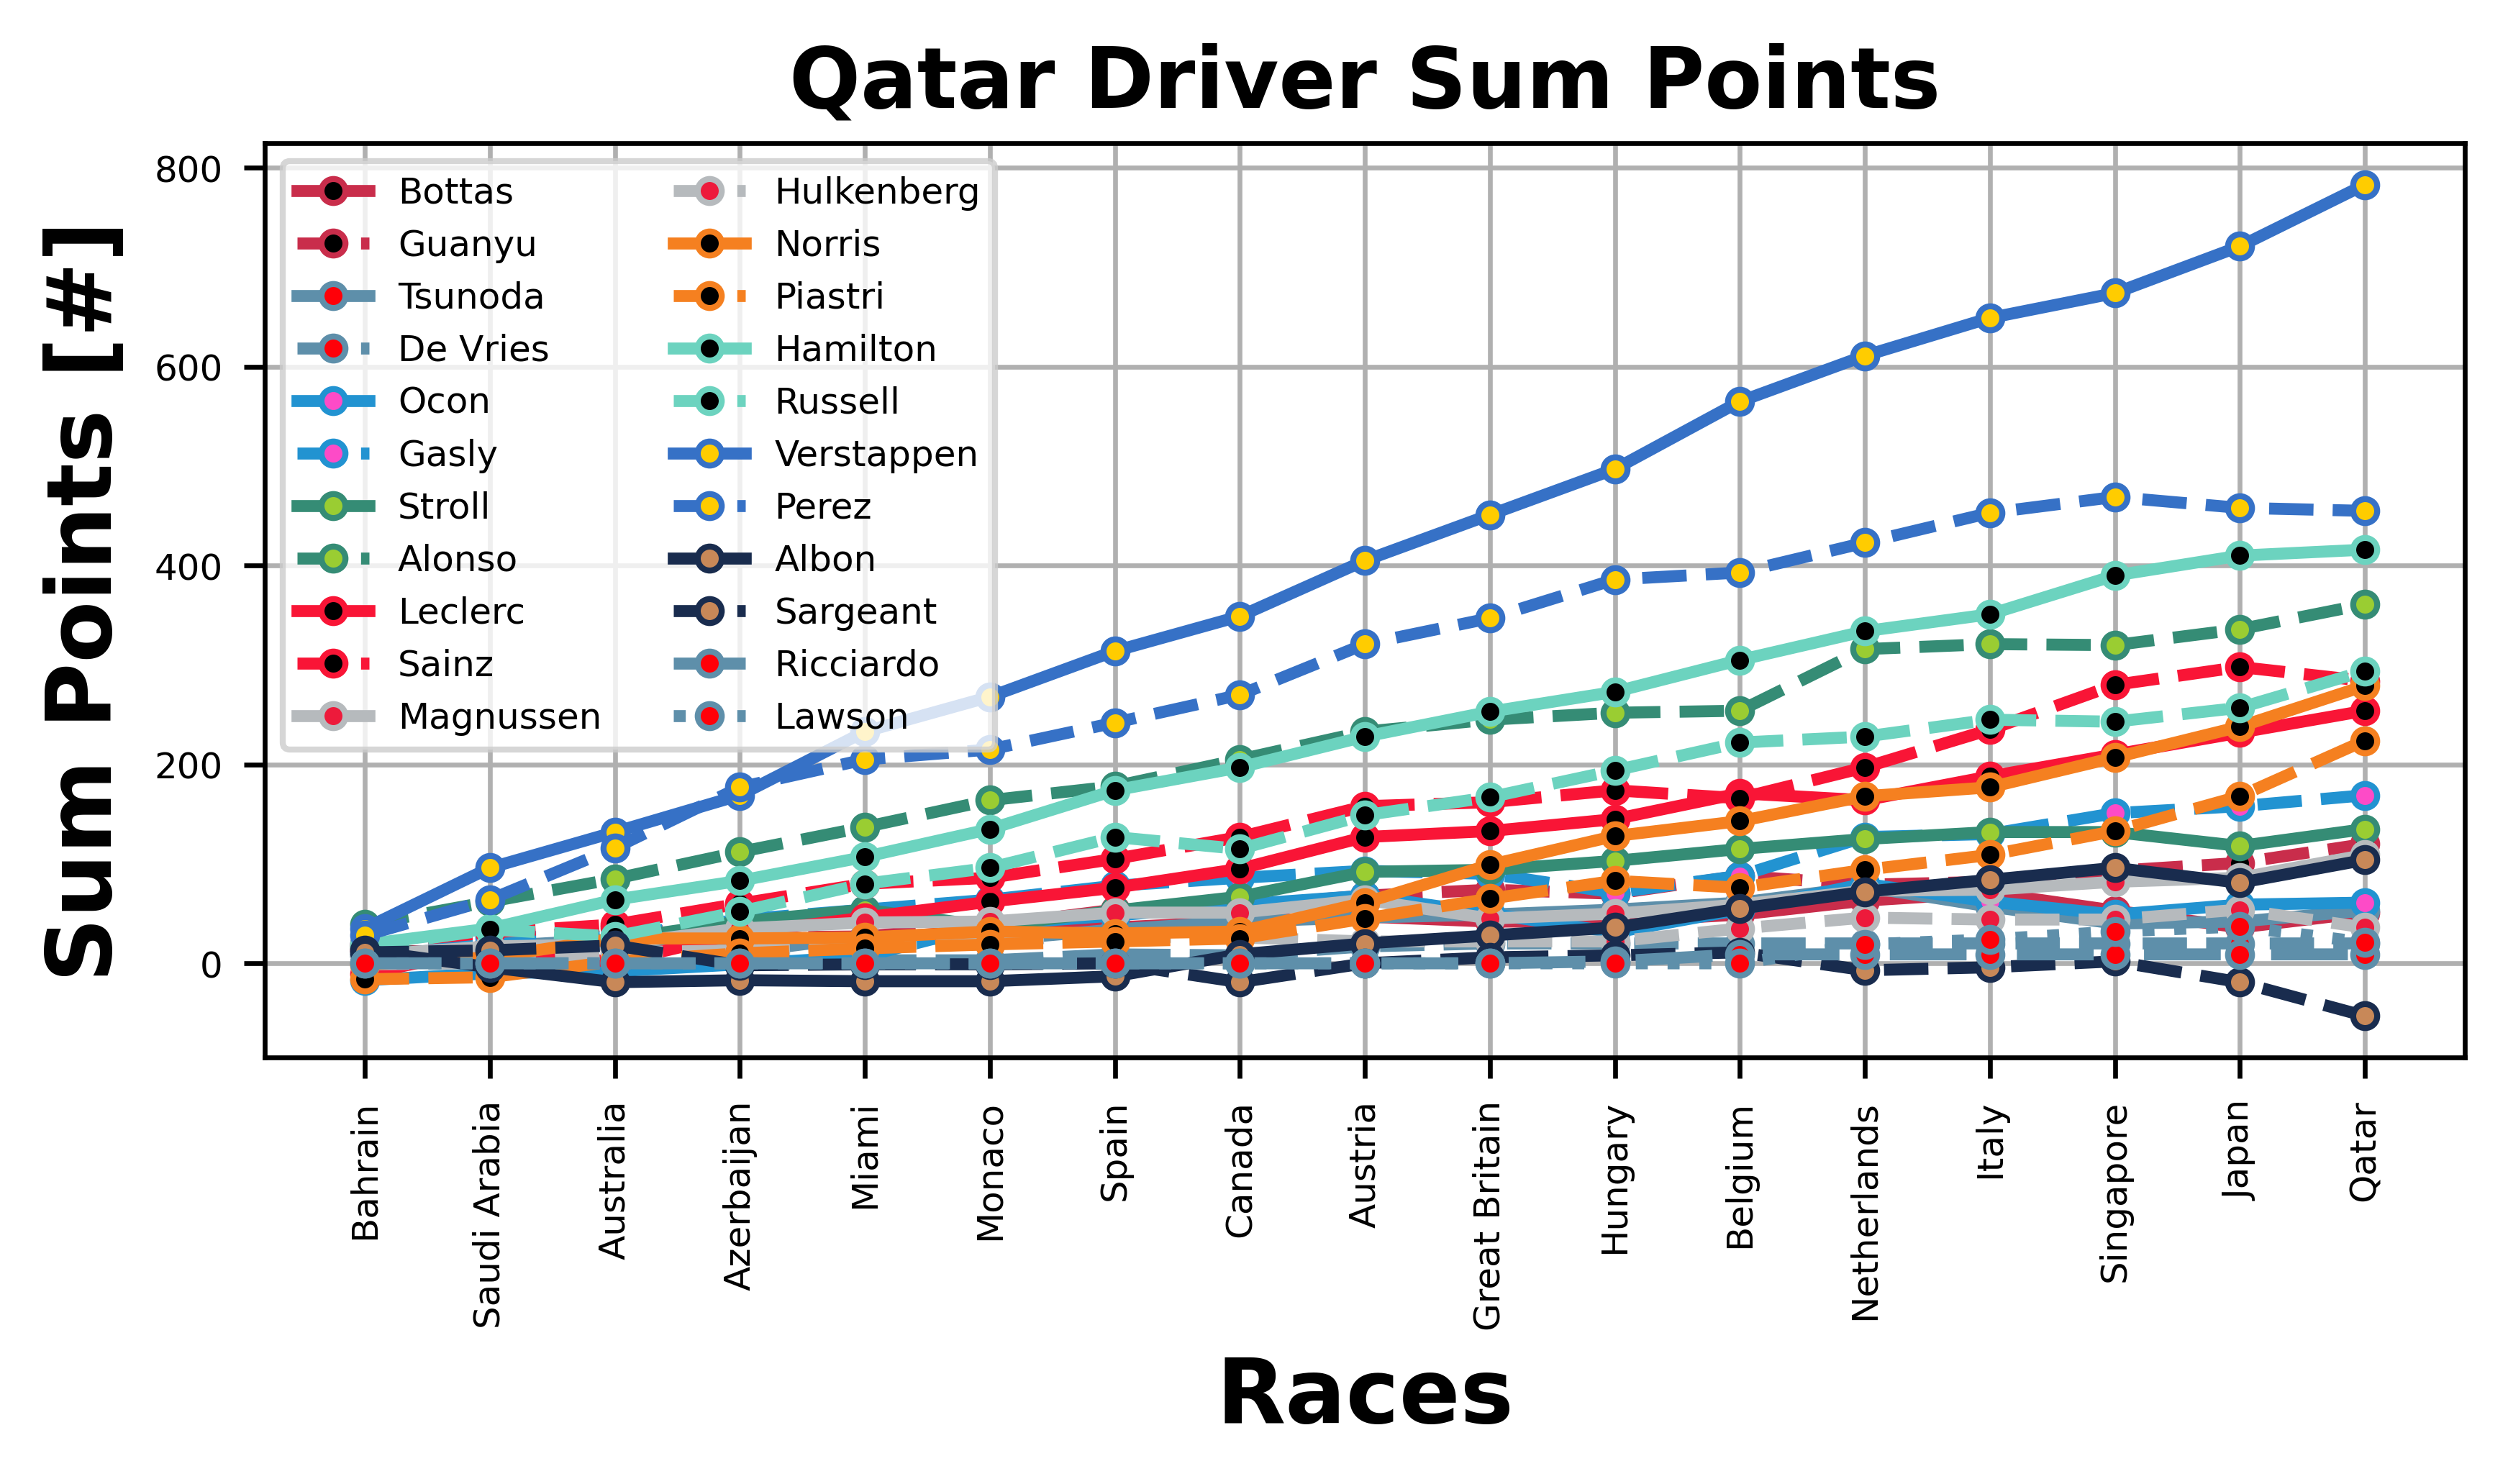 Qatar Driver Sum Points
Sum Points [#]
800
600
400
200
0
Bottas
Guanyu
Tsunoda
De Vries
Ocon
Gasly
Stroll
Alonso
Leclerc
Sainz
Magnussen
Hulkenberg
Norris
Piastri
Hamilton
Russell
Verstappen
Perez
Albon
Sargeant
Ricciardo
Lawson
Bahrain
Saudi Arabia
Australia
Azerbaijan
Miami
Monaco
Spain
Canada
Austria
Great Britain
Hungary
Belgium
Netherlands
Italy
Singapore
Japan
Qatar
Races